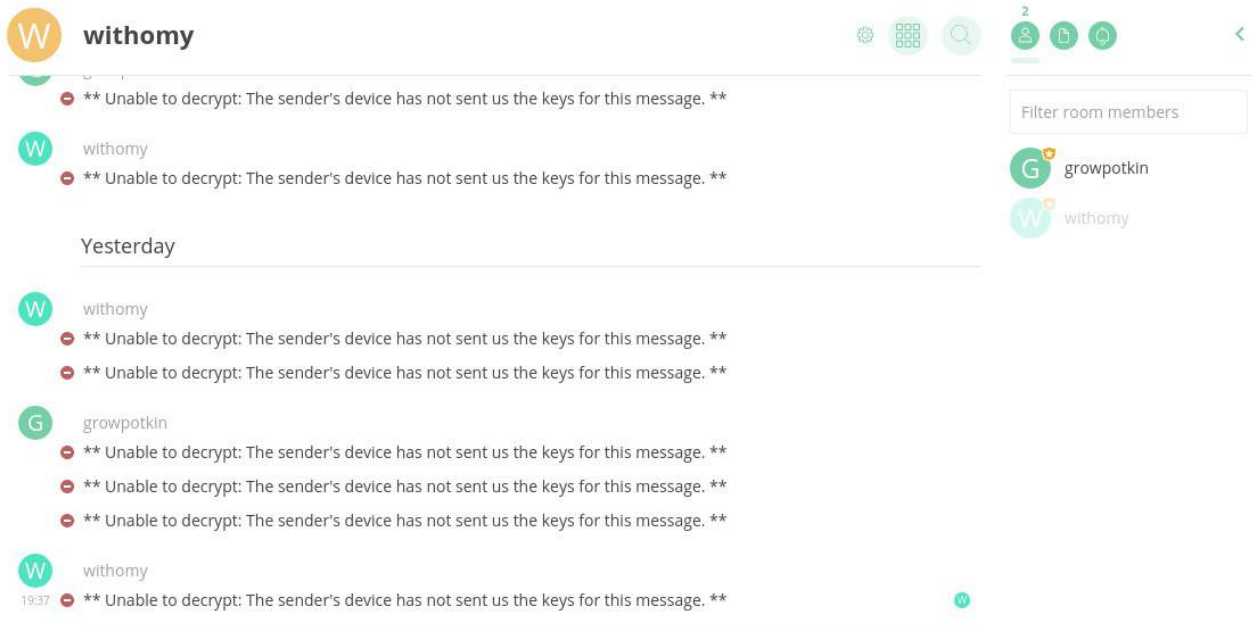 W withomy
2
** Unable to decrypt: The sender's device has not sent us the keys for this message. **
Filter room members
W withomy
** Unable to decrypt: The sender's device has not sent us the keys for this message. **
G growpotkin
W withomy
Yesterday
W withomy
** Unable to decrypt: The sender's device has not sent us the keys for this message. **
** Unable to decrypt: The sender's device has not sent us the keys for this message. **
G growpotkin
** Unable to decrypt: The sender's device has not sent us the keys for this message. **
** Unable to decrypt: The sender's device has not sent us the keys for this message. **
** Unable to decrypt: The sender's device has not sent us the keys for this message. **
W withomy
19:37 ** Unable to decrypt: The sender's device has not sent us the keys for this message. ** W